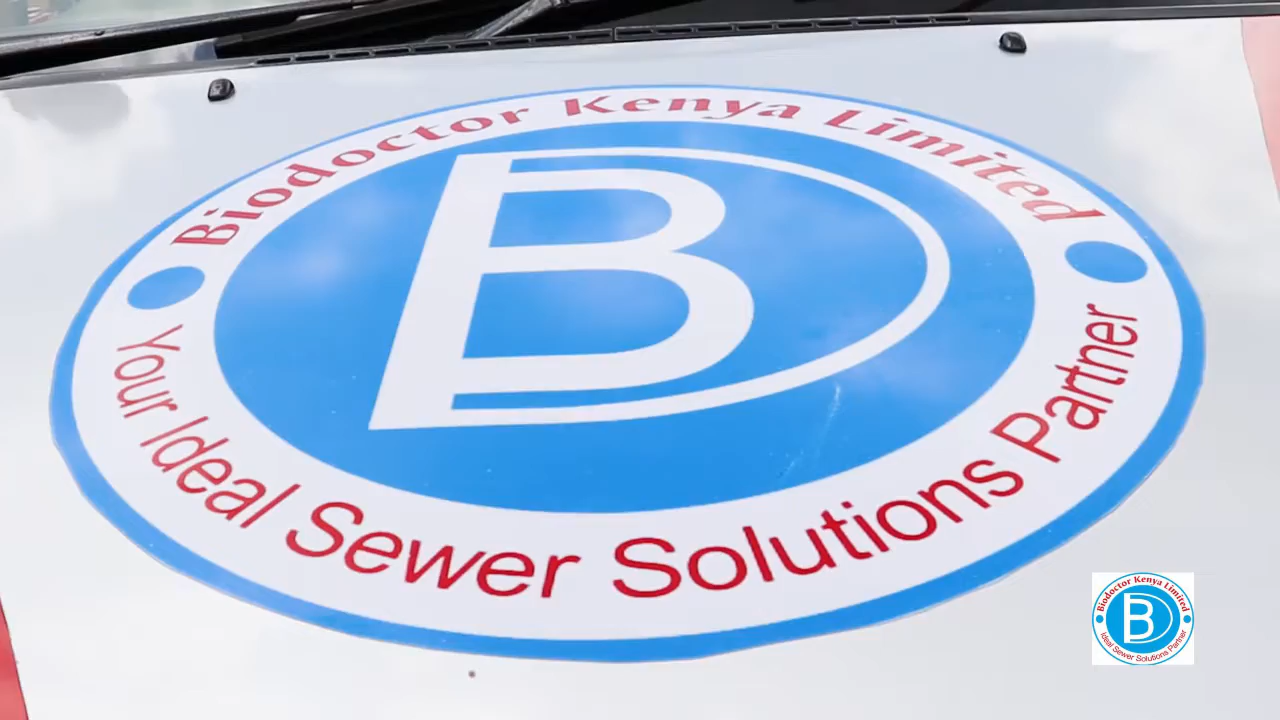 Biodoctor Kenya Limited
B
Your Ideal Sewer Solutions Partner
Biodoctor Kenya Limited
B
Ideal Sewer Solutions Partner